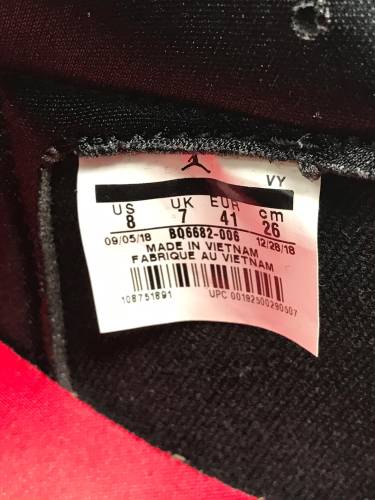 VY
US UK EUR cm
8 7 41 26
09/05/18 BQ6682-006 12/28/18
MADE IN VIETNAM
FABRIQUE AU VIETNAM
108751891 UPC 00192500290507